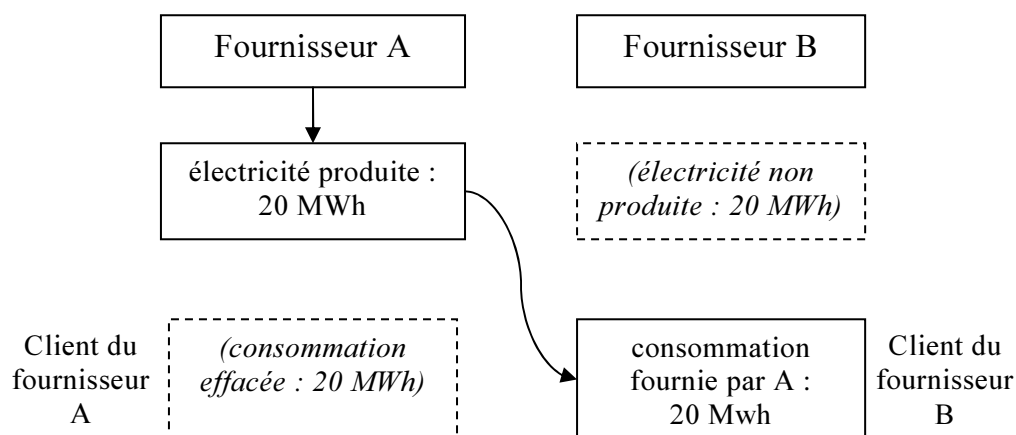 Fournisseur A
Fournisseur B
électricité produite :
20 MWh
(électricité non
produite : 20 MWh)
Client du
fournisseur
A
(consommation
effacée : 20 MWh)
consommation
fournie par A :
20 Mwh
Client du
fournisseur
B